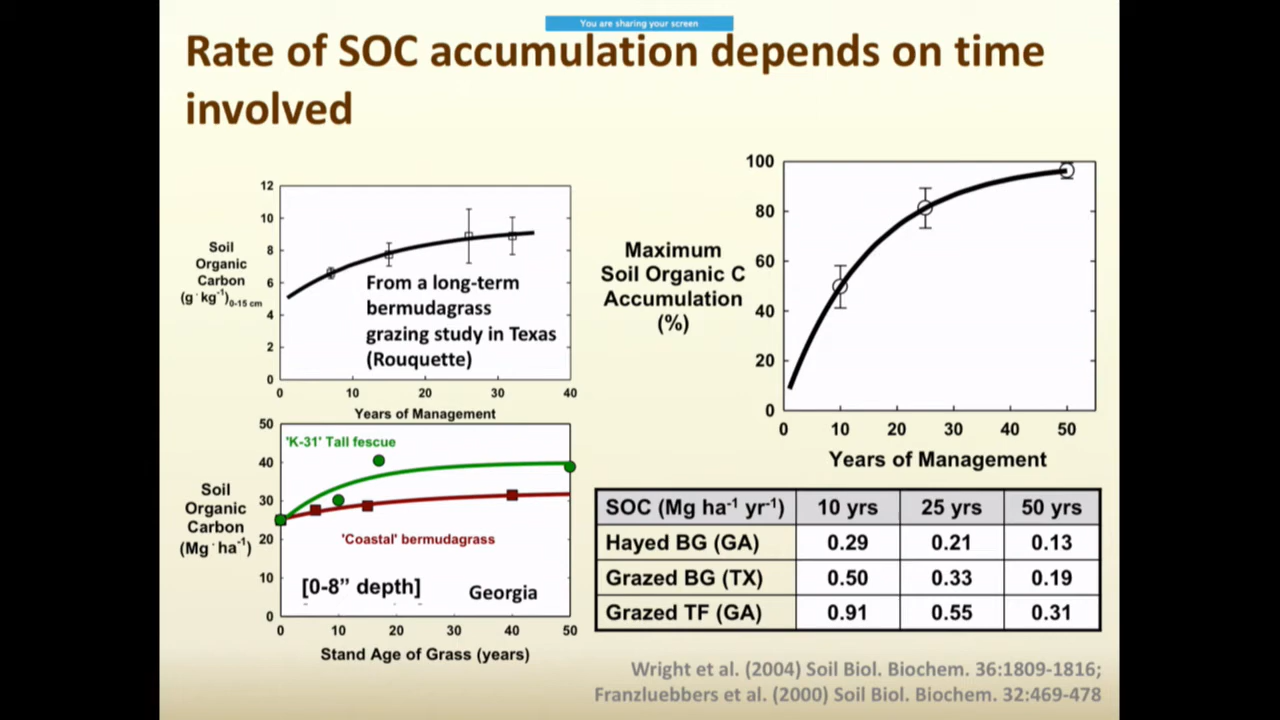 You are sharing your screen
Rate of SOC accumulation depends on time
involved
12
10
8
6
4
2
0
Soil
Organic
Carbon
(g·kg⁻¹)0-15 cm
From a long-term
bermudagrass
grazing study in Texas
(Rouquette)
0 10 20 30 40
Years of Management
50
40
30
20
10
0
Soil
Organic
Carbon
(Mg·ha⁻¹)
'K-31' Tall fescue
'Coastal' bermudagrass
[0-8” depth] Georgia
0 10 20 30 40 50
Stand Age of Grass (years)
100
80
60
40
20
0
Maximum
Soil Organic C
Accumulation
(%)
0 10 20 30 40 50
Years of Management
SOC (Mg ha⁻¹ yr⁻¹) 10 yrs 25 yrs 50 yrs
Hayed BG (GA) 0.29 0.21 0.13
Grazed BG (TX) 0.50 0.33 0.19
Grazed TF (GA) 0.91 0.55 0.31
Wright et al. (2004) Soil Biol. Biochem. 36:1809-1816;
Franzluebbers et al. (2000) Soil Biol. Biochem. 32:469-478